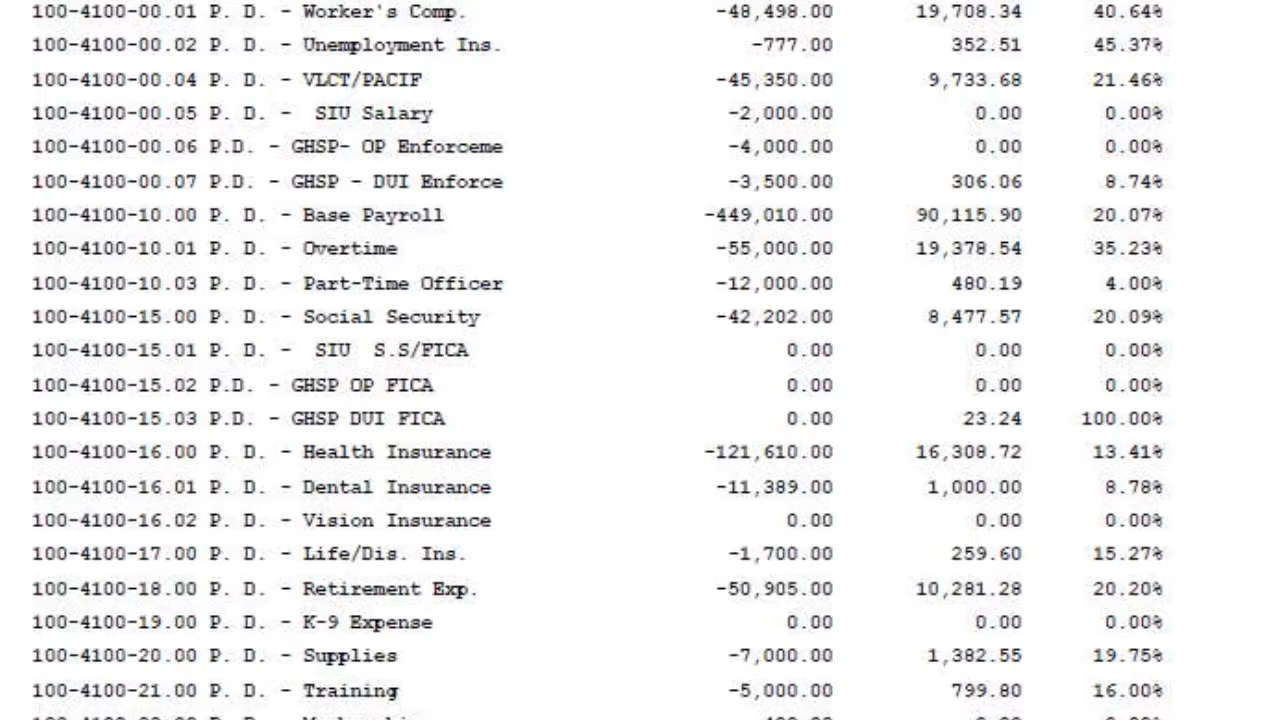 100-4100-00.01 P. D. - Worker's Comp. -48,498.00 19,708.34 40.64%
100-4100-00.02 P. D. - Unemployment Ins. -777.00 352.51 45.37%
100-4100-00.04 P. D. - VLCT/PACIF -45,350.00 9,733.68 21.46%
100-4100-00.05 P. D. - SIU Salary -2,000.00 0.00 0.00%
100-4100-00.06 P.D. - GHSP- OP Enforceme -4,000.00 0.00 0.00%
100-4100-00.07 P.D. - GHSP - DUI Enforce -3,500.00 306.06 8.74%
100-4100-10.00 P. D. - Base Payroll -449,010.00 90,115.90 20.07%
100-4100-10.01 P. D. - Overtime -55,000.00 19,378.54 35.23%
100-4100-10.03 P. D. - Part-Time Officer -12,000.00 480.19 4.00%
100-4100-15.00 P. D. - Social Security -42,202.00 8,477.57 20.09%
100-4100-15.01 P. D. - SIU S.S/FICA 0.00 0.00 0.00%
100-4100-15.02 P.D. - GHSP OP FICA 0.00 0.00 0.00%
100-4100-15.03 P.D. - GHSP DUI FICA 0.00 23.24 100.00%
100-4100-16.00 P. D. - Health Insurance -121,610.00 16,308.72 13.41%
100-4100-16.01 P. D. - Dental Insurance -11,389.00 1,000.00 8.78%
100-4100-16.02 P. D. - Vision Insurance 0.00 0.00 0.00%
100-4100-17.00 P. D. - Life/Dis. Ins. -1,700.00 259.60 15.27%
100-4100-18.00 P. D. - Retirement Exp. -50,905.00 10,281.28 20.20%
100-4100-19.00 P. D. - K-9 Expense 0.00 0.00 0.00%
100-4100-20.00 P. D. - Supplies -7,000.00 1,382.55 19.75%
100-4100-21.00 P. D. - Training -5,000.00 799.80 16.00%